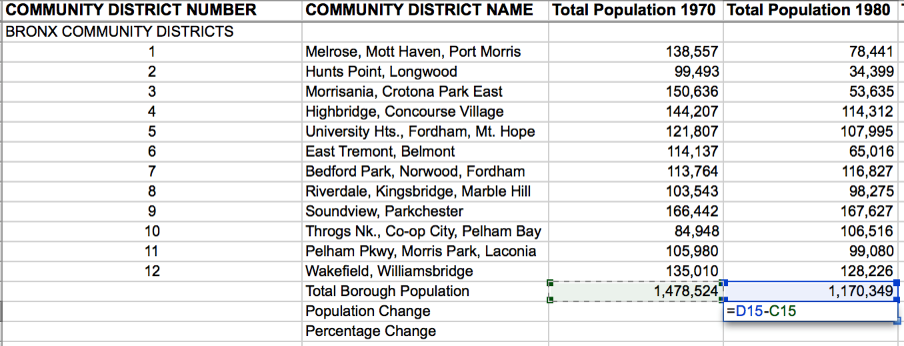 COMMUNITY DISTRICT NUMBER COMMUNITY DISTRICT NAME Total Population 1970 Total Population 1980
BRONX COMMUNITY DISTRICTS
1 Melrose, Mott Haven, Port Morris 138,557 78,441
2 Hunts Point, Longwood 99,493 34,399
3 Morrisania, Crotona Park East 150,636 53,635
4 Highbridge, Concourse Village 144,207 114,312
5 University Hts., Fordham, Mt. Hope 121,807 107,995
6 East Tremont, Belmont 114,137 65,016
7 Bedford Park, Norwood, Fordham 113,764 116,827
8 Riverdale, Kingsbridge, Marble Hill 103,543 98,275
9 Soundview, Parkchester 166,442 167,627
10 Throgs Nk., Co-op City, Pelham Bay 84,948 106,516
11 Pelham Pkwy, Morris Park, Laconia 105,980 99,080
12 Wakefield, Williamsbridge 135,010 128,226
Total Borough Population 1,478,524 1,170,349
Population Change =D15-C15
Percentage Change